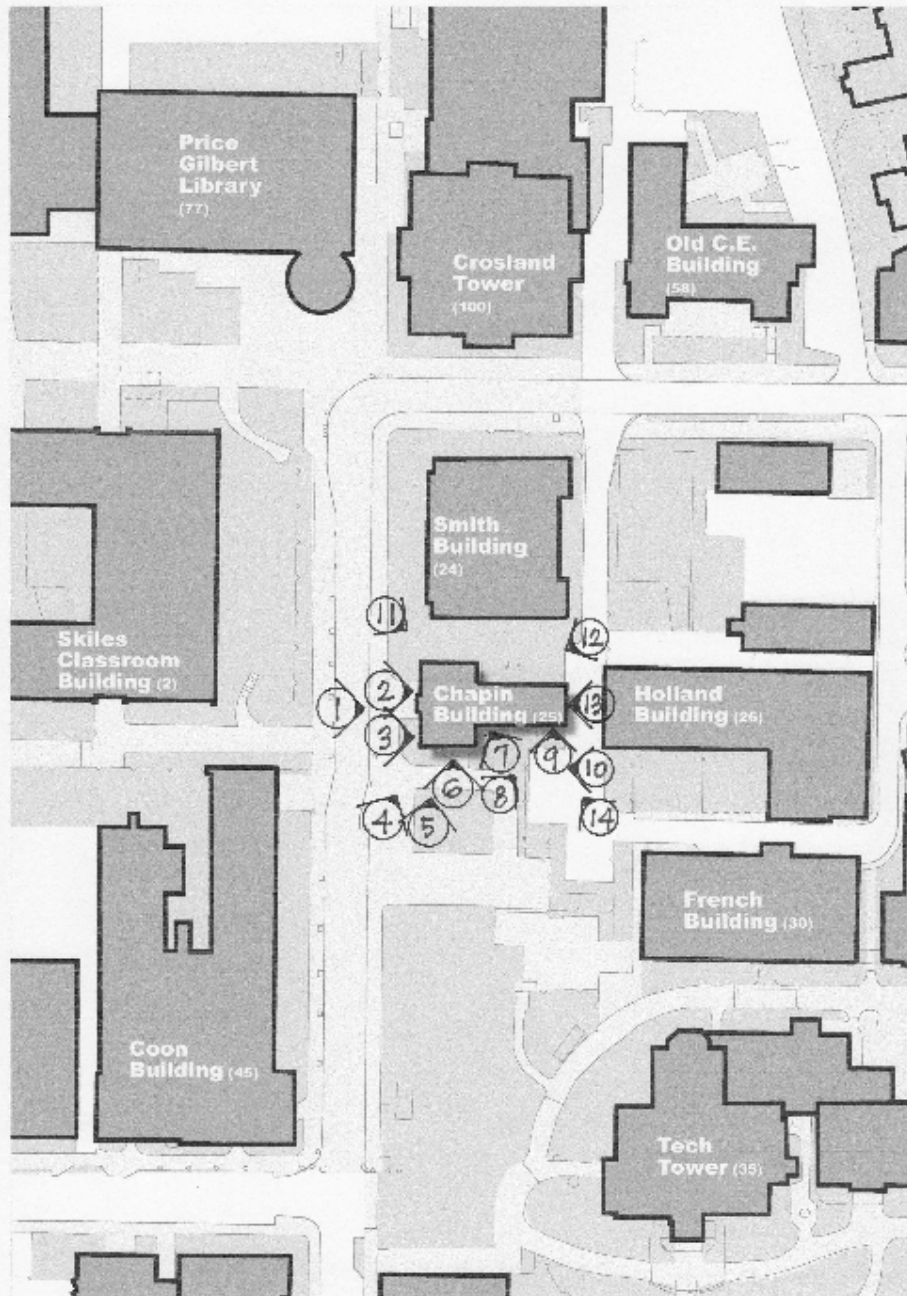 Price
Gilbert
Library
(77)
Crosland
Tower
(100)
Old C.E.
Building
(58)
Smith
Building
(24)
Skiles
Classroom
Building (2)
11
12
1
2
3
Chapin
Building (25)
13
Holland
Building (26)
4
5
6
7
8
9
10
14
French
Building (30)
Coon
Building (45)
Tech
Tower (35)